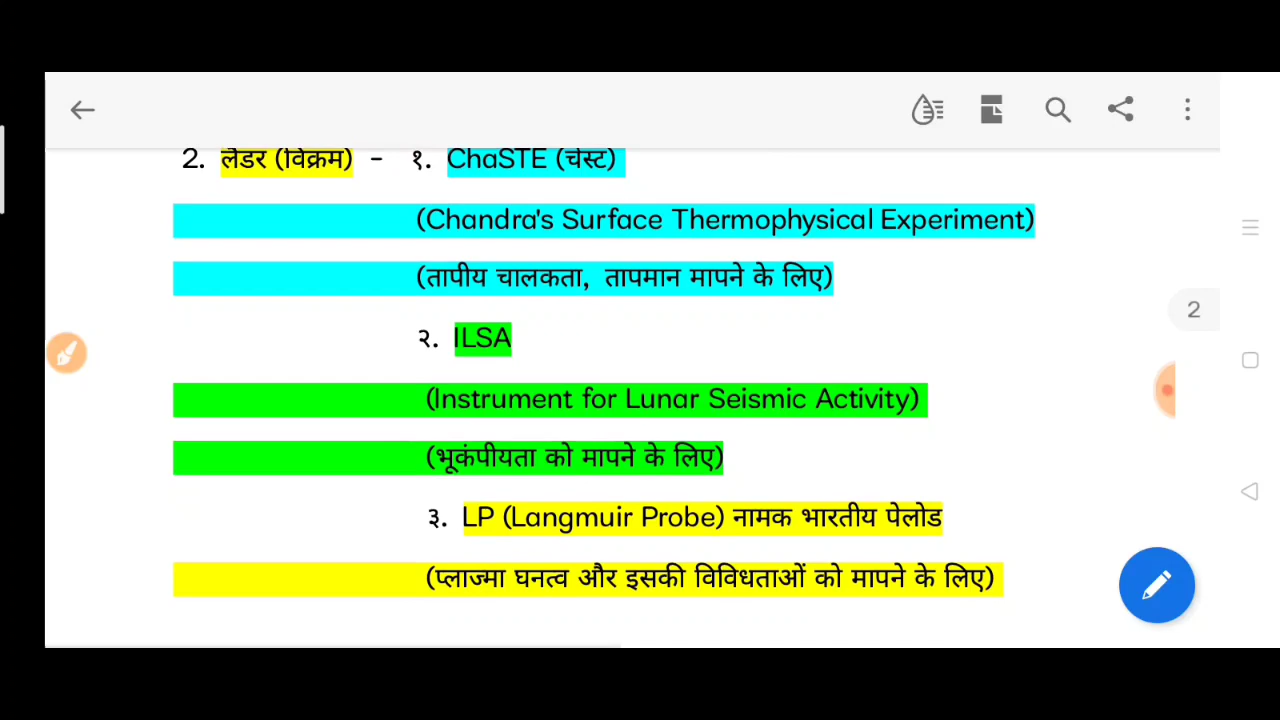 2. लैंडर (विक्रम) - १. ChaSTE (चेस्ट)
(Chandra's Surface Thermophysical Experiment)
(तापीय चालकता, तापमान मापने के लिए)
२. ILSA
2
(Instrument for Lunar Seismic Activity)
(भूकंपीयता को मापने के लिए)
३. LP (Langmuir Probe) नामक भारतीय पेलोड
(प्लाज्मा घनत्व और इसकी विविधताओं को मापने के लिए)